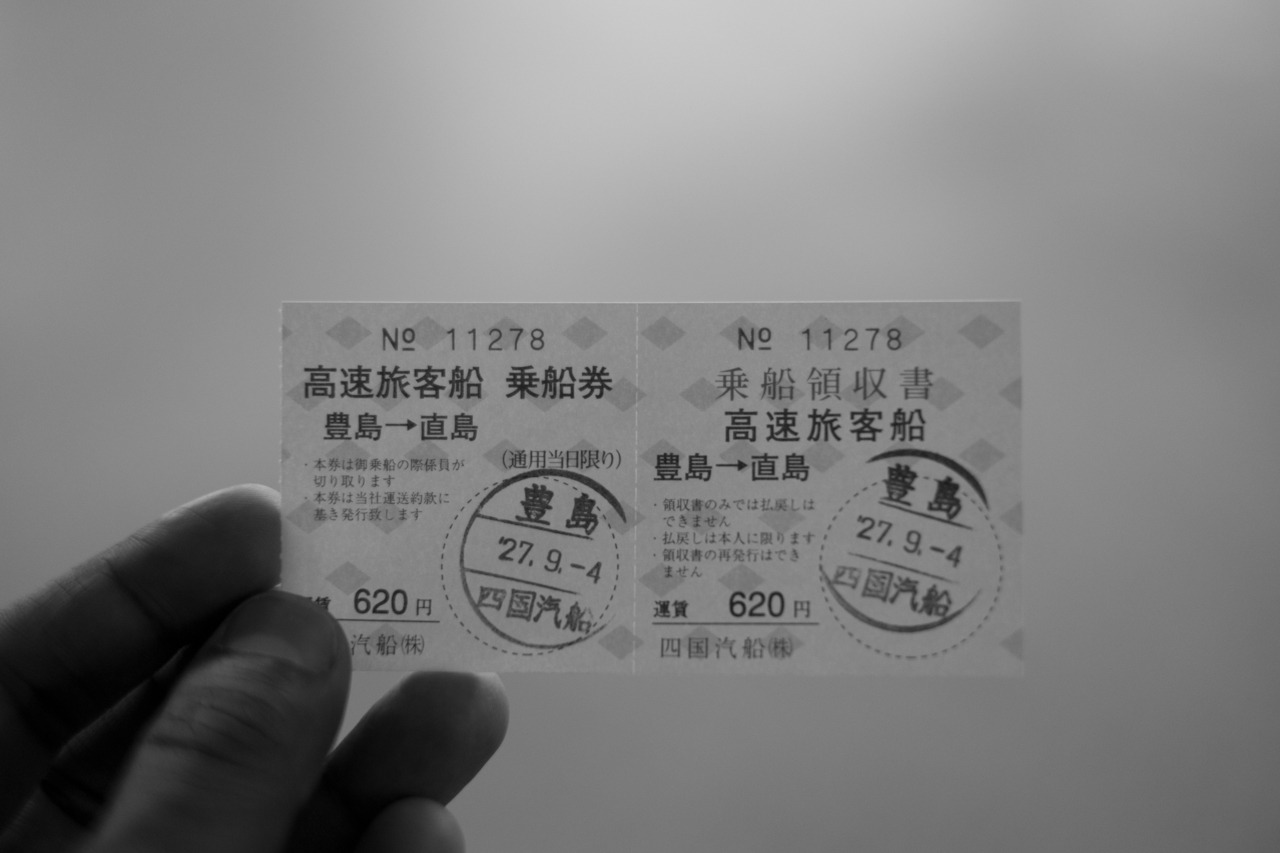 № 11278
高速旅客船 乗船券
豊島→直島
(通用当日限り)
・本券は御乗船の際係員が
切り取ります
・本券は当社運送約款に
基き発行致します
豊島
'27.9.-4
四国汽船
賃 620円
汽船㈱
№ 11278
乗船領収書
高速旅客船
豊島→直島
・領収書のみでは払戻しは
できません
・払戻しは本人に限ります
・領収書の再発行はでき
ません
豊島
'27.9.-4
四国汽船
運賃 620円
四国汽船㈱